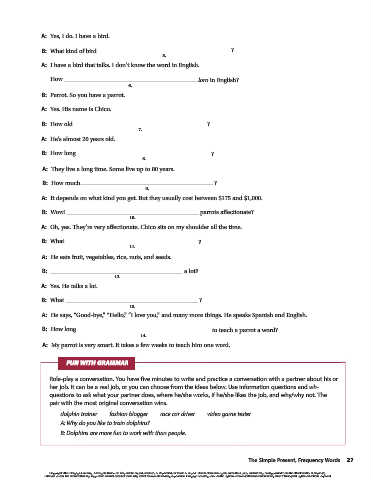 A: Yes, I do. I have a bird.
B: What kind of bird ?
5.
A: I have a bird that talks. I don't know the word in English.
How loro in English?
6.
B: Parrot. So you have a parrot.
A: Yes. His name is Chico.
B: How old ?
7.
A: He's almost 20 years old.
B: How long ?
8.
A: They live a long time. Some live up to 80 years.
B: How much ?
9.
A: It depends on what kind you get. But they usually cost between $175 and $1,000.
B: Wow! parrots affectionate?
10.
A: Oh, yes. They're very affectionate. Chico sits on my shoulder all the time.
B: What ?
11.
A: He eats fruit, vegetables, rice, nuts, and seeds.
B: a lot?
12.
A: Yes. He talks a lot.
B: What ?
13.
A: He says, "Good-bye," "Hello," "I love you," and many more things. He speaks Spanish and English.
B: How long to teach a parrot a word?
14.
A: My parrot is very smart. It takes a few weeks to teach him one word.
FUN WITH GRAMMAR
Role-play a conversation. You have five minutes to write and practice a conversation with a partner about his or
her job. It can be a real job, or you can choose from the ideas below. Use information questions and wh-
questions to ask what your partner does, where he/she works, if he/she likes the job, and why/why not. The
pair with the most original conversation wins.
dolphin trainer fashion blogger race car driver video game tester
A: Why do you like to train dolphins?
B: Dolphins are more fun to work with than people.
The Simple Present, Frequency Words 27